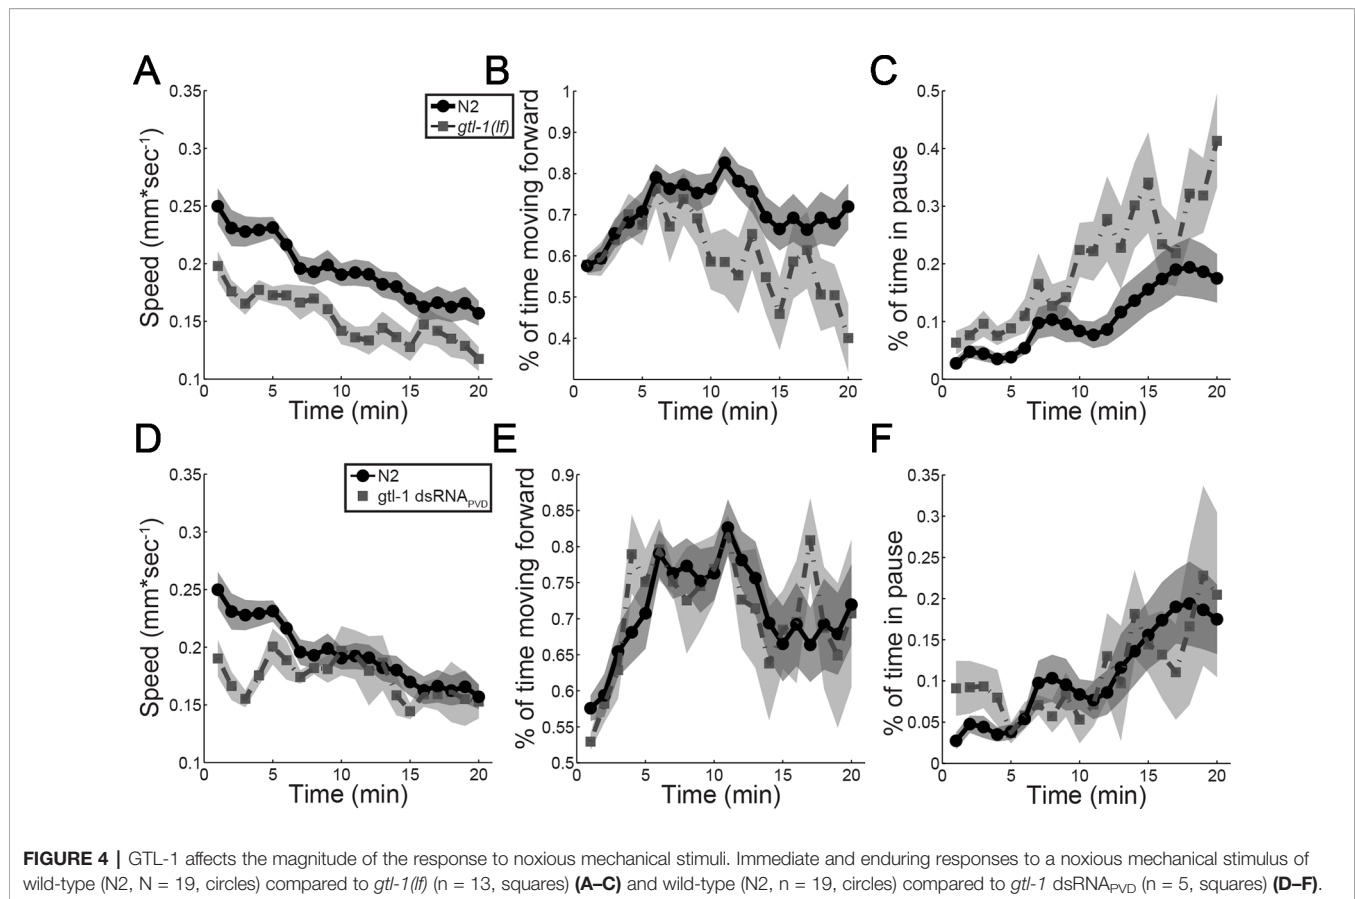 A
B
C
0.35
0.3
0.25
0.2
0.15
0.1
0 5 10 15 20
Speed (mm*sec-1)
Time (min)
N2
gtl-1(lf)
1
0.9
0.8
0.7
0.6
0.5
0.4
0 5 10 15 20
% of time moving forward
Time (min)
0.5
0.4
0.3
0.2
0.1
0
0 5 10 15 20
% of time in pause
Time (min)
D
E
F
0.35
0.3
0.25
0.2
0.15
0.1
0 5 10 15 20
Speed (mm*sec-1)
Time (min)
N2
gtl-1 dsRNAPVD
0.9
0.85
0.8
0.75
0.7
0.65
0.6
0.55
0.5
0 5 10 15 20
% of time moving forward
Time (min)
0.35
0.3
0.25
0.2
0.15
0.1
0.05
0
0 5 10 15 20
% of time in pause
Time (min)
FIGURE 4 | GTL-1 affects the magnitude of the response to noxious mechanical stimuli. Immediate and enduring responses to a noxious mechanical stimulus of
wild-type (N2, N = 19, circles) compared to gtl-1(lf) (n = 13, squares) (A–C) and wild-type (N2, n = 19, circles) compared to gtl-1 dsRNAPVD (n = 5, squares) (D–F).